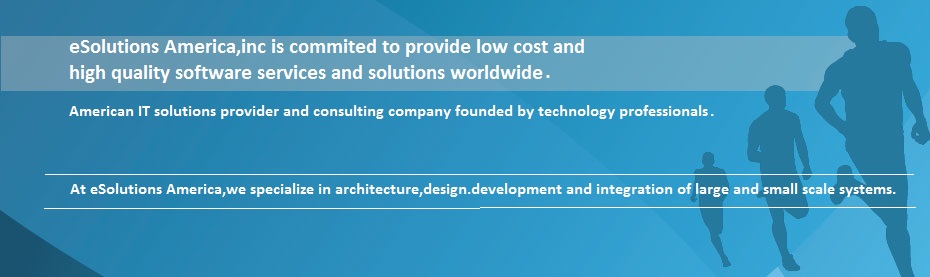 eSolutions America,inc is commited to provide low cost and
high quality software services and solutions worldwide.
American IT solutions provider and consulting company founded by technology professionals.
At eSolutions America,we specialize in architecture,design.development and integration of large and small scale systems.